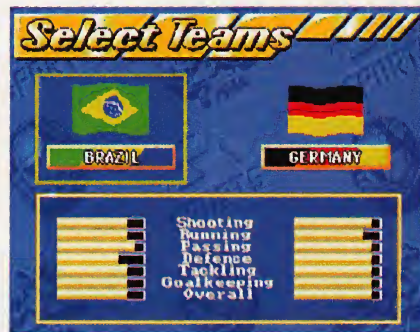 Select Teams
BRAZIL
GERMANY
Shooting
Running
Passing
Defence
Tackling
Goalkeeping
Overall